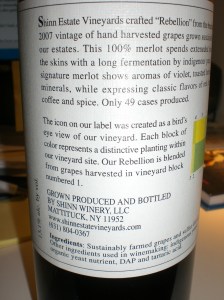 Shinn Estate Vineyards crafted "Rebellion" from the
2007 vintage of hand harvested grapes grown
our estates. This 100% merlot spends extended
the skins with a long fermentation by indigenous
signature merlot shows aromas of violet,
minerals, while expressing classic flavors of
coffee and spice. Only 49 cases produced.
The icon on our label was created as a bird's
eye view of our vineyard. Each block of
color represents a distinctive planting within
our vineyard site. Our Rebellion is blended
from grapes harvested in vineyard block
numbered 1.
GROWN PRODUCED AND BOTTLED
BY SHINN WINERY, LLC
MATTITUCK, NY 11952
www.shinnestatevineyards.com
(631) 804-0367
Ingredients: Sustainably farmed grapes and
Other ingredients used in winemaking: indigenous
organic yeast nutrient, DAP and tartaric